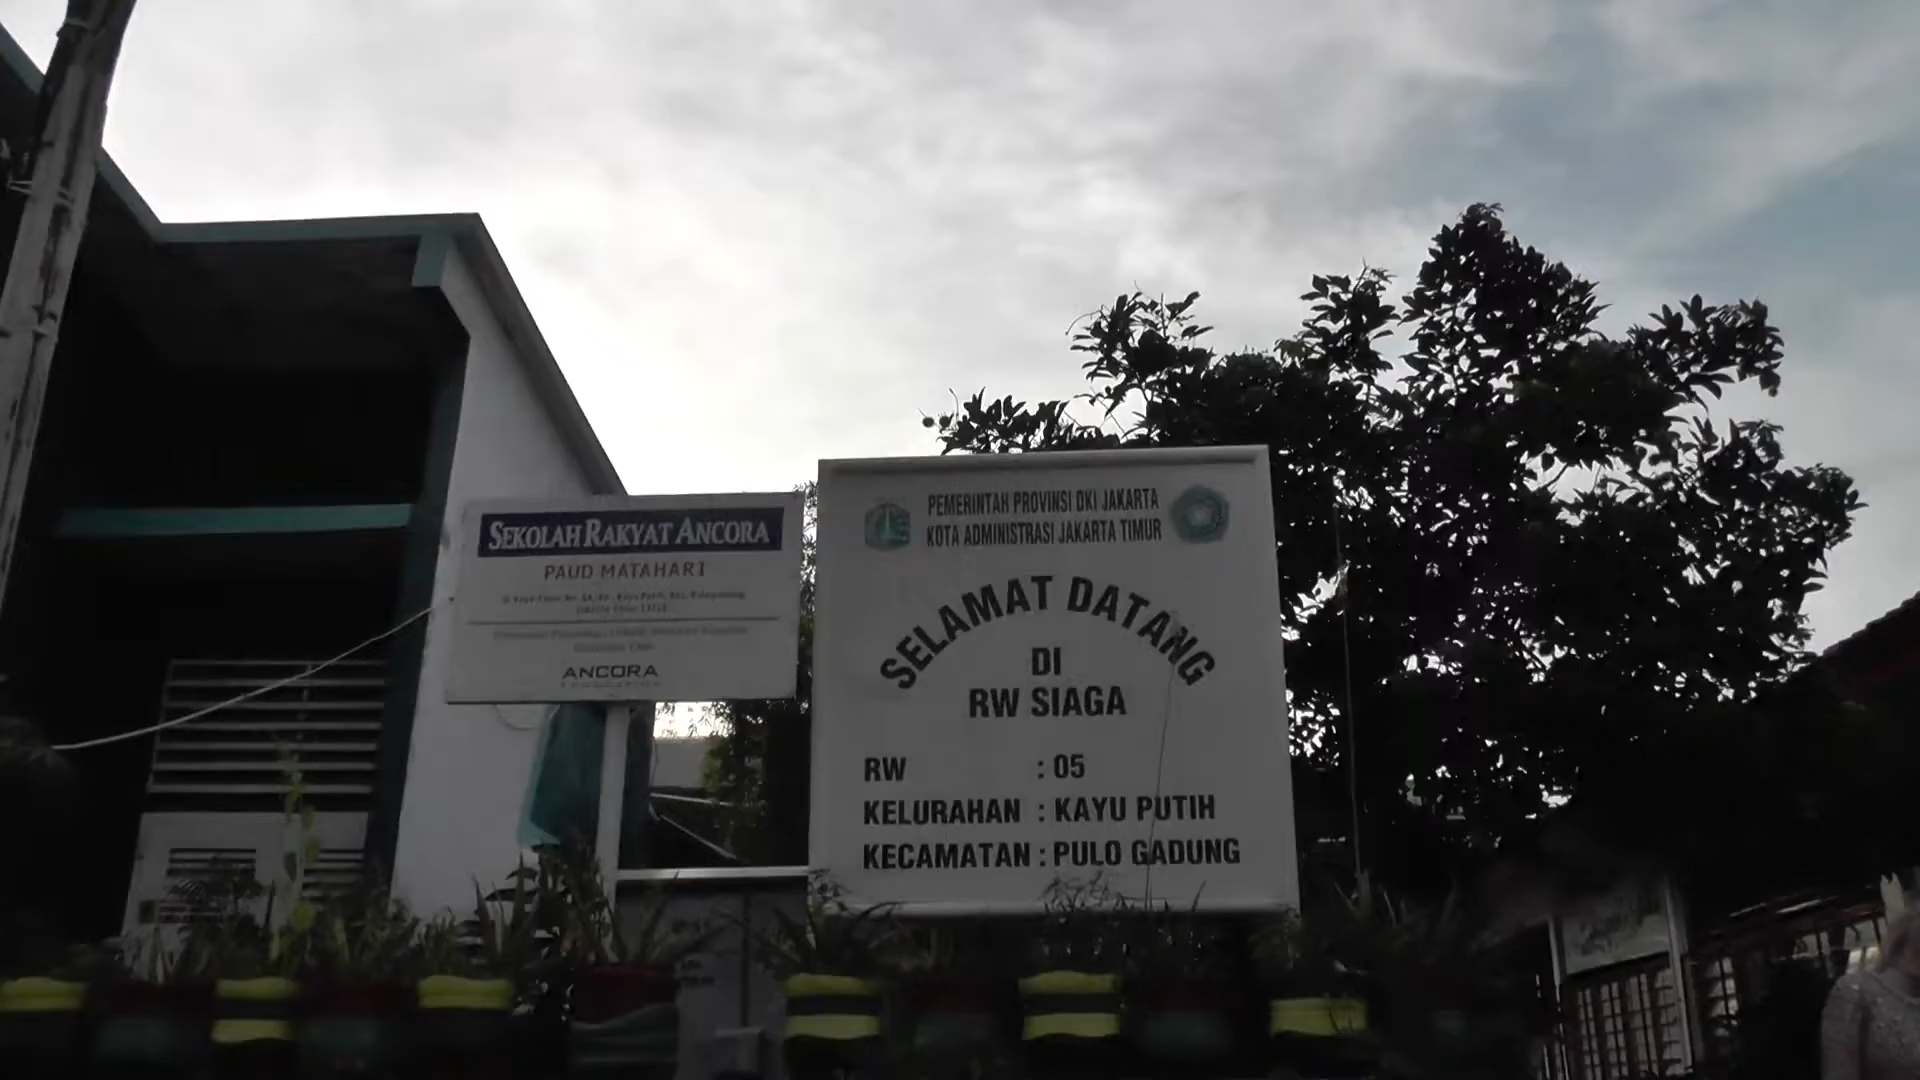 SEKOLAH RAKYAT ANCORA
PAUD MATAHARI
ANCORA
PEMERINTAH PROVINSI DKI JAKARTA
KOTA ADMINISTRASI JAKARTA TIMUR
SELAMAT DATANG
DI
RW SIAGA
RW : 05
KELURAHAN : KAYU PUTIH
KECAMATAN : PULO GADUNG